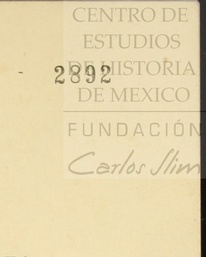 CENTRO DE
ESTUDIOS
DE HISTORIA
DE MEXICO
2892
FUNDACIÓN
Carlos Slim